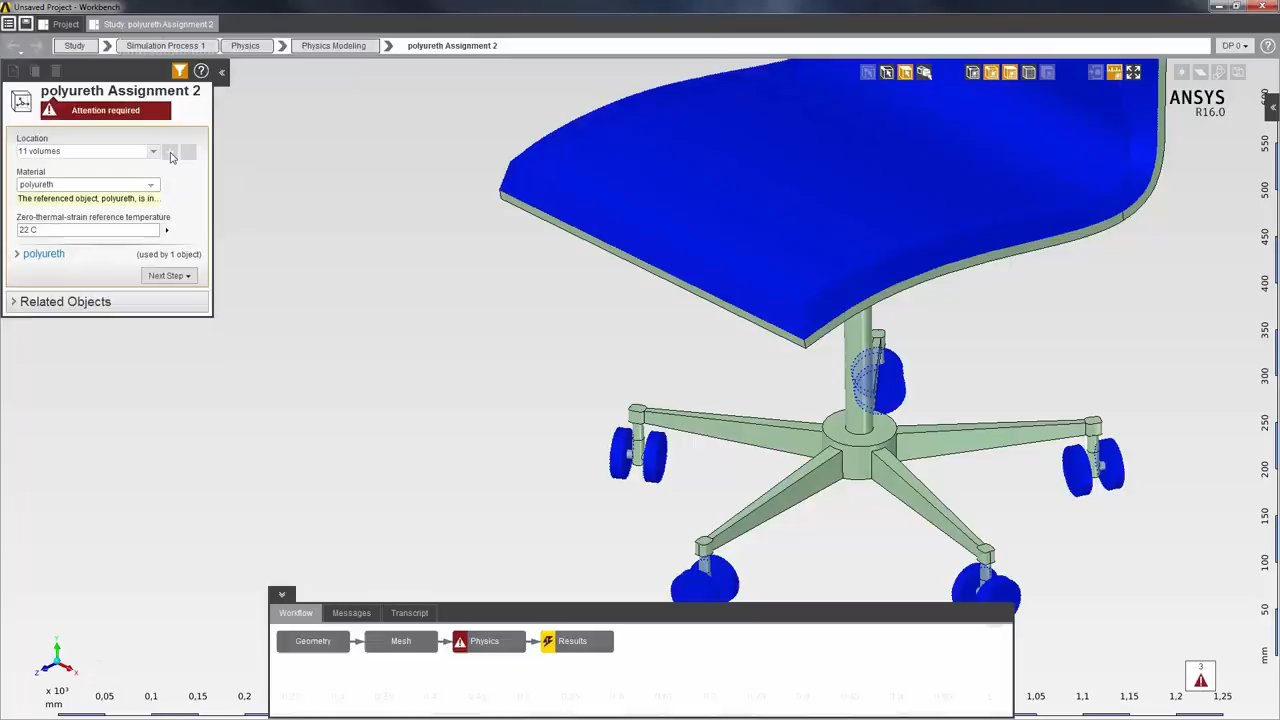 Unsaved Project - Workbench
Project
Study: polyureth Assignment 2
Study
Simulation Process 1
Physics
Physics Modeling
polyureth Assignment 2
DP 0
polyureth Assignment 2
Attention required
ANSYS
R16.0
Location
11 volumes
Material
polyureth
The referenced object, polyureth, is in...
Zero-thermal-strain reference temperature
22 C
polyureth
(used by 1 object)
Next Step
Related Objects
550
500
450
400
350
300
250
200
150
100
50
mm
Workflow
Messages
Transcript
Geometry
Mesh
Physics
Results
3
Y
Z
X
x 10³
mm
0,05
0,1
0,15
0,2
1,05
1,1
1,15
1,2
1,25